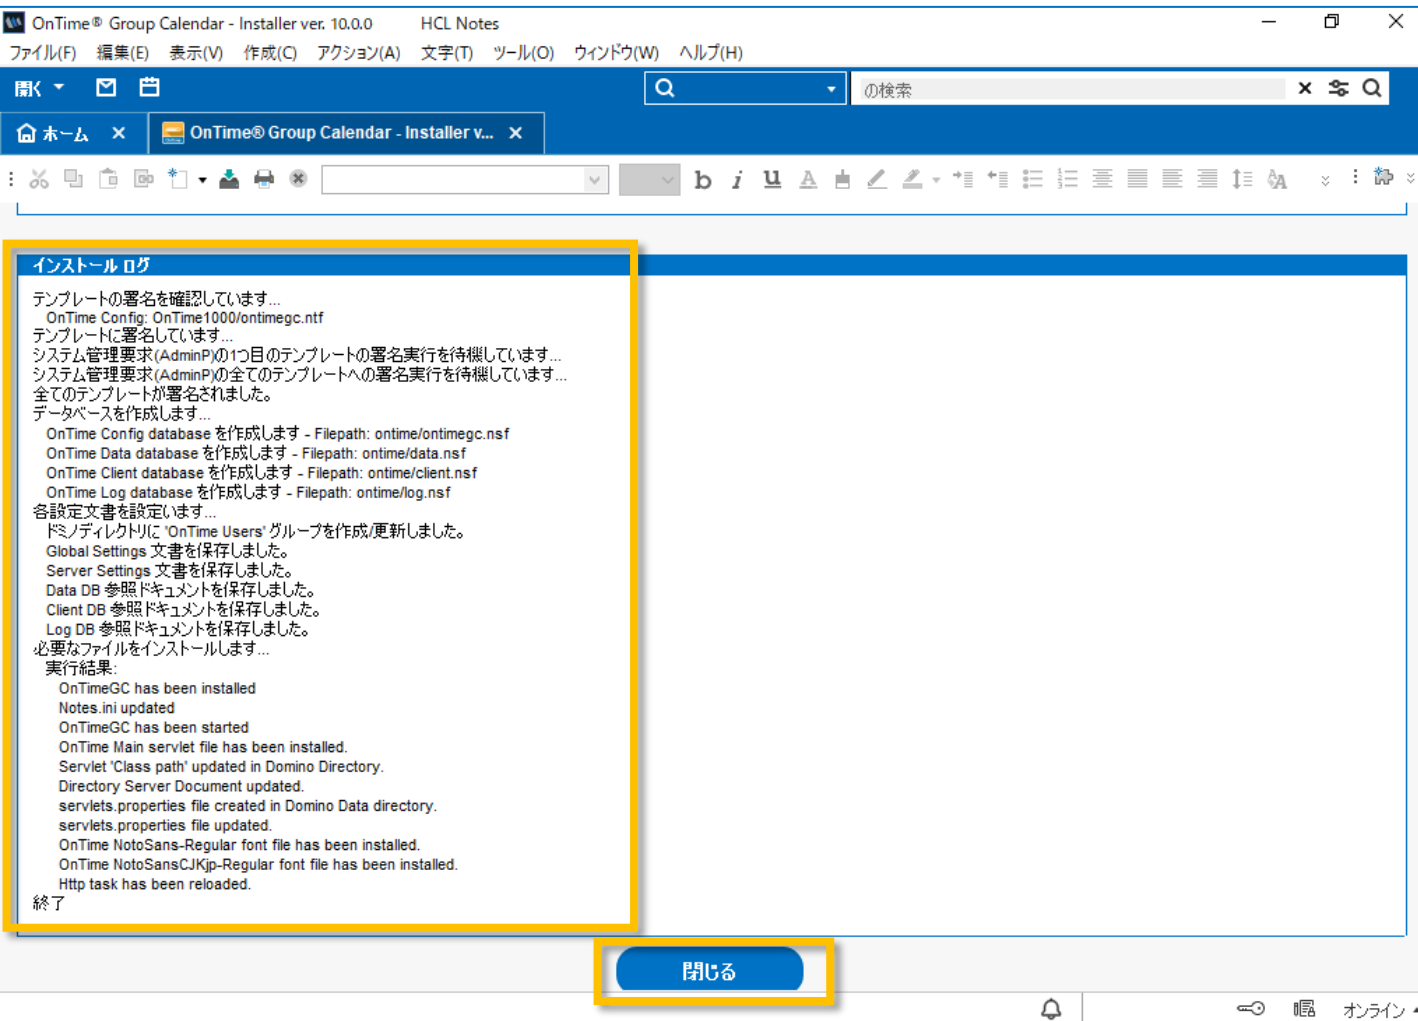 OnTime® Group Calendar - Installer ver. 10.0.0 HCL Notes
ファイル(F) 編集(E) 表示(V) 作成(C) アクション(A) 文字(T) ツール(O) ウィンドウ(W) ヘルプ(H)
開く
の検索
ホーム
OnTime® Group Calendar - Installer v...
b i u A
インストール ログ
テンプレートの署名を確認しています...
OnTime Config: OnTime1000/ontimegc.ntf
テンプレートに署名しています...
システム管理要求(AdminP)の1つ目のテンプレートの署名実行を待機しています...
システム管理要求(AdminP)の全てのテンプレートへの署名実行を待機しています...
全てのテンプレートが署名されました。
データベースを作成します...
OnTime Config database を作成します - Filepath: ontime/ontimegc.nsf
OnTime Data database を作成します - Filepath: ontime/data.nsf
OnTime Client database を作成します - Filepath: ontime/client.nsf
OnTime Log database を作成します - Filepath: ontime/log.nsf
各設定文書を設定います...
ドミノディレクトリに 'OnTime Users' グループを作成/更新しました。
Global Settings 文書を保存しました。
Server Settings 文書を保存しました。
Data DB 参照ドキュメントを保存しました。
Client DB 参照ドキュメントを保存しました。
Log DB 参照ドキュメントを保存しました。
必要なファイルをインストールします...
実行結果:
OnTimeGC has been installed
Notes.ini updated
OnTimeGC has been started
OnTime Main servlet file has been installed.
Servlet 'Class path' updated in Domino Directory.
Directory Server Document updated.
servlets.properties file created in Domino Data directory.
servlets.properties file updated.
OnTime NotoSans-Regular font file has been installed.
OnTime NotoSansCJKjp-Regular font file has been installed.
Http task has been reloaded.
終了
閉じる
オンライン